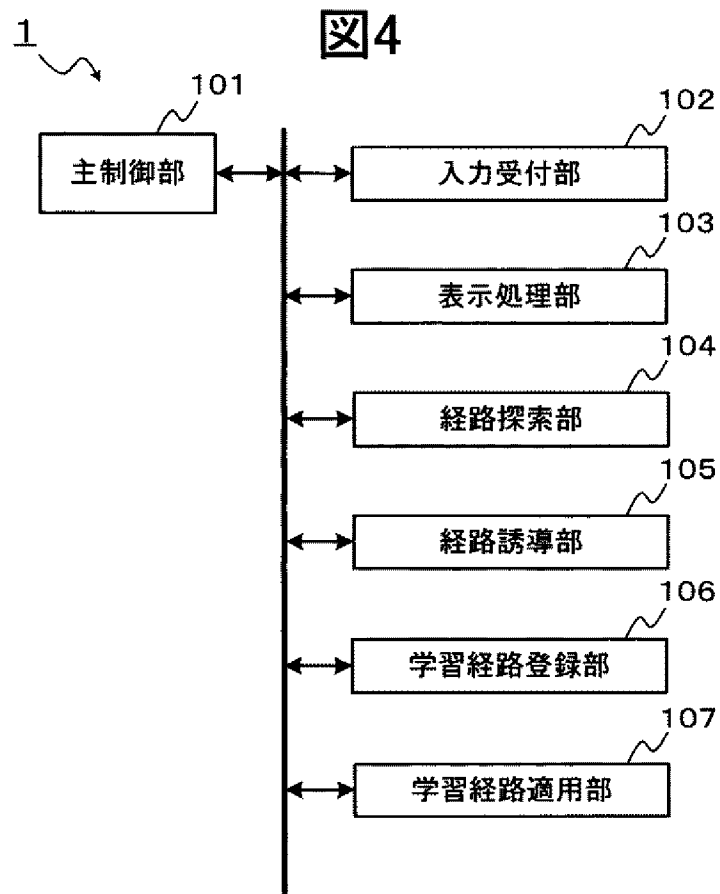 図4
1
101
主制御部
102
入力受付部
103
表示処理部
104
経路探索部
105
経路誘導部
106
学習経路登録部
107
学習経路適用部